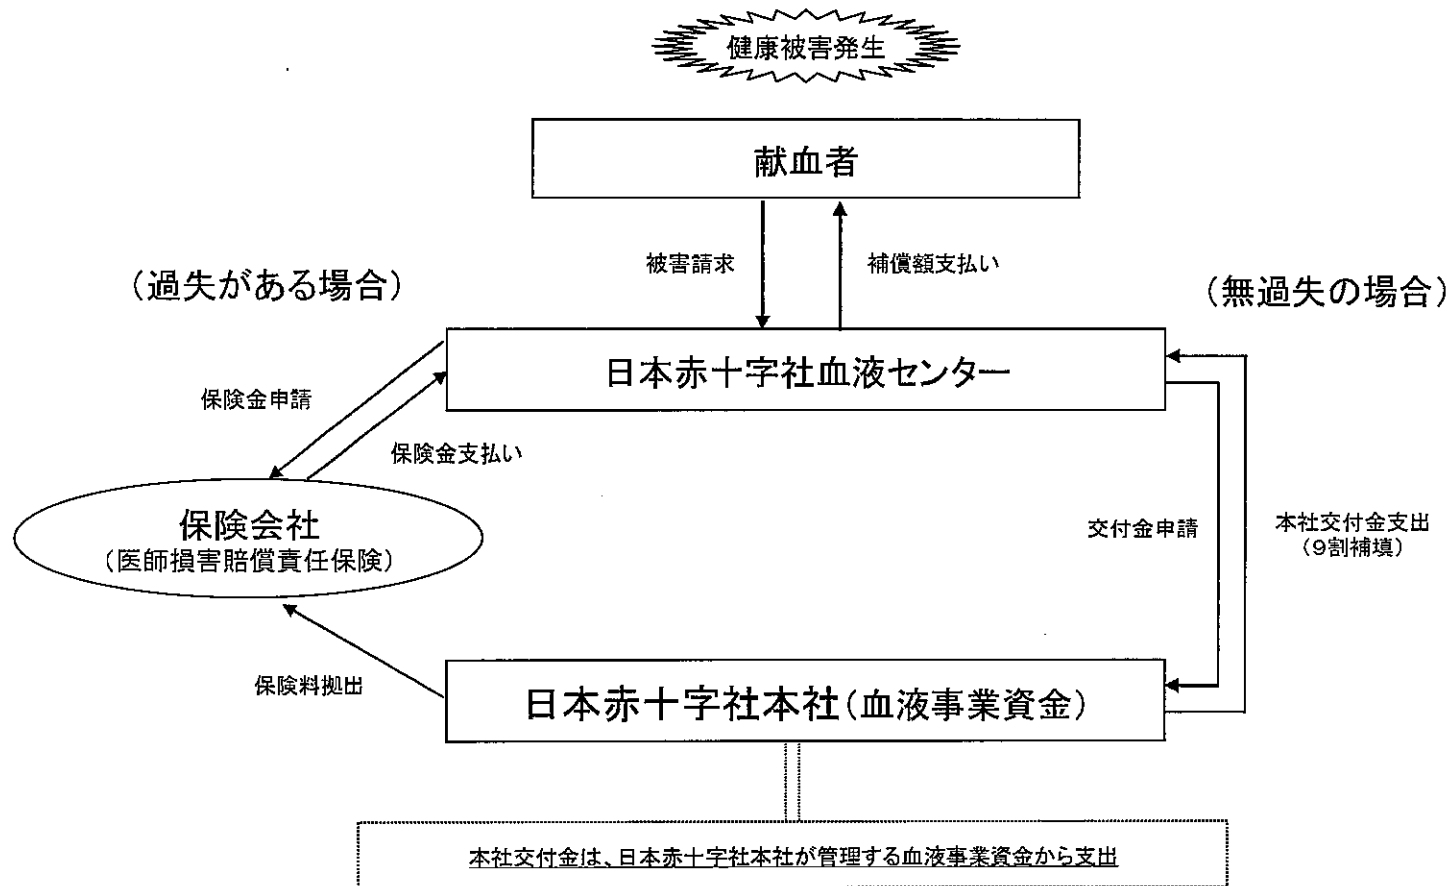 健康被害発生
献血者
被害請求
補償額支払い
（過失がある場合）
（無過失の場合）
日本赤十字社血液センター
保険金申請
保険金支払い
保険会社
（医師損害賠償責任保険）
交付金申請
本社交付金支出
（９割補填）
保険料拠出
日本赤十字社本社（血液事業資金）
本社交付金は、日本赤十字社本社が管理する血液事業資金から支出